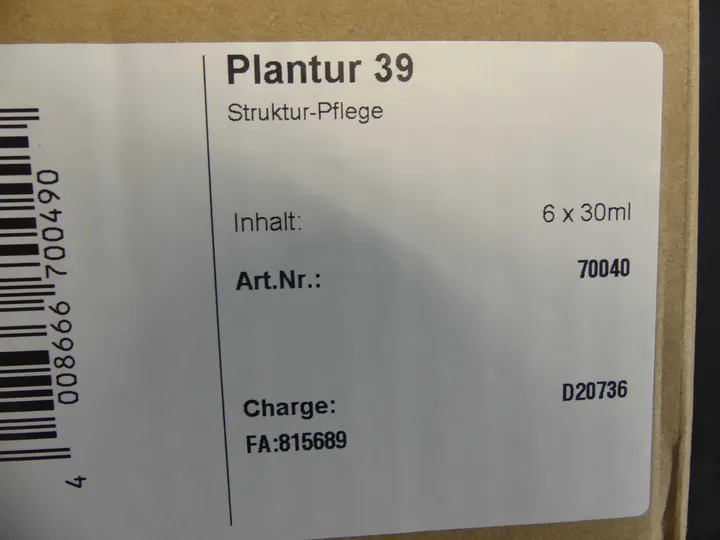 Plantur 39
Struktur-Pflege
Inhalt: 6 x 30ml
Art.Nr.: 70040
Charge: D20736
FA:815689
4 008666 700490